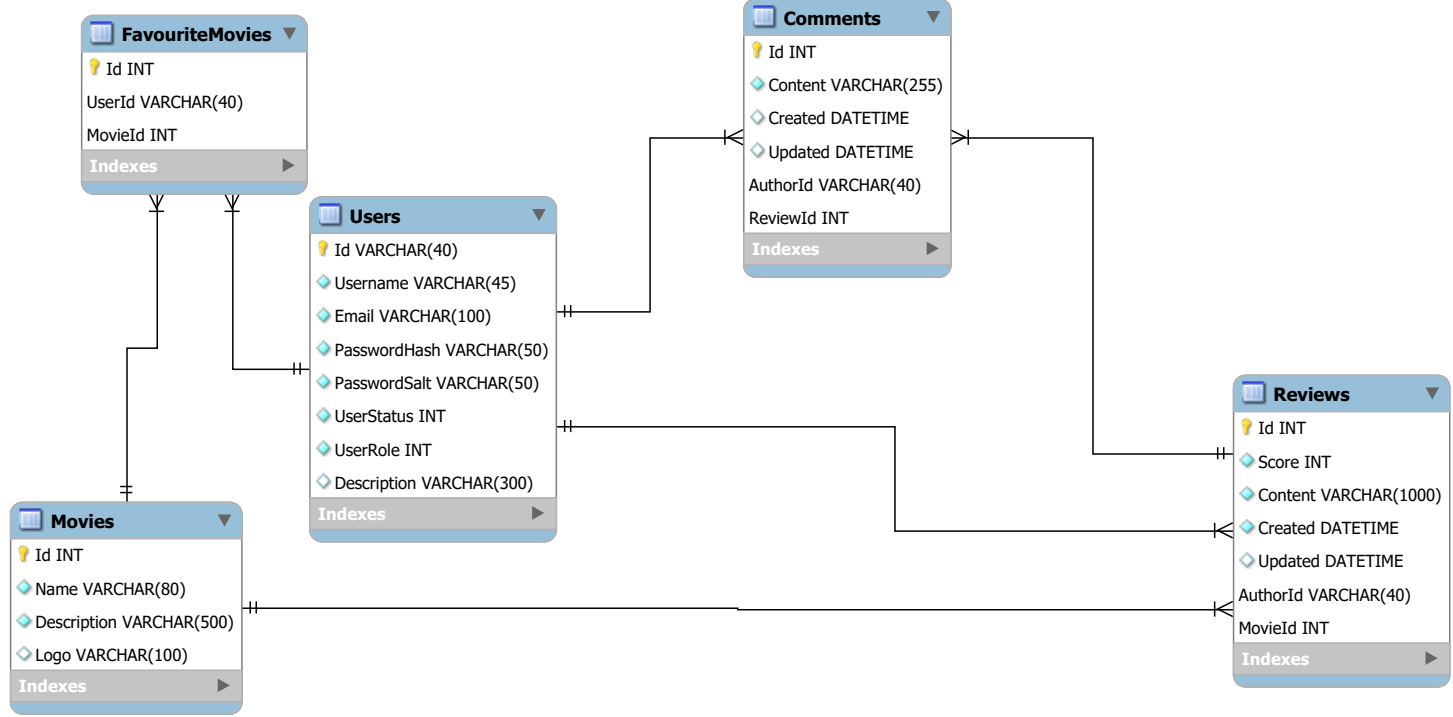 FavouriteMovies
Id INT
UserId VARCHAR(40)
MovieId INT
Indexes
Comments
Id INT
Content VARCHAR(255)
Created DATETIME
Updated DATETIME
AuthorId VARCHAR(40)
ReviewId INT
Indexes
Users
Id VARCHAR(40)
Username VARCHAR(45)
Email VARCHAR(100)
PasswordHash VARCHAR(50)
PasswordSalt VARCHAR(50)
UserStatus INT
UserRole INT
Description VARCHAR(300)
Indexes
Reviews
Id INT
Score INT
Content VARCHAR(1000)
Created DATETIME
Updated DATETIME
AuthorId VARCHAR(40)
MovieId INT
Indexes
Movies
Id INT
Name VARCHAR(80)
Description VARCHAR(500)
Logo VARCHAR(100)
Indexes